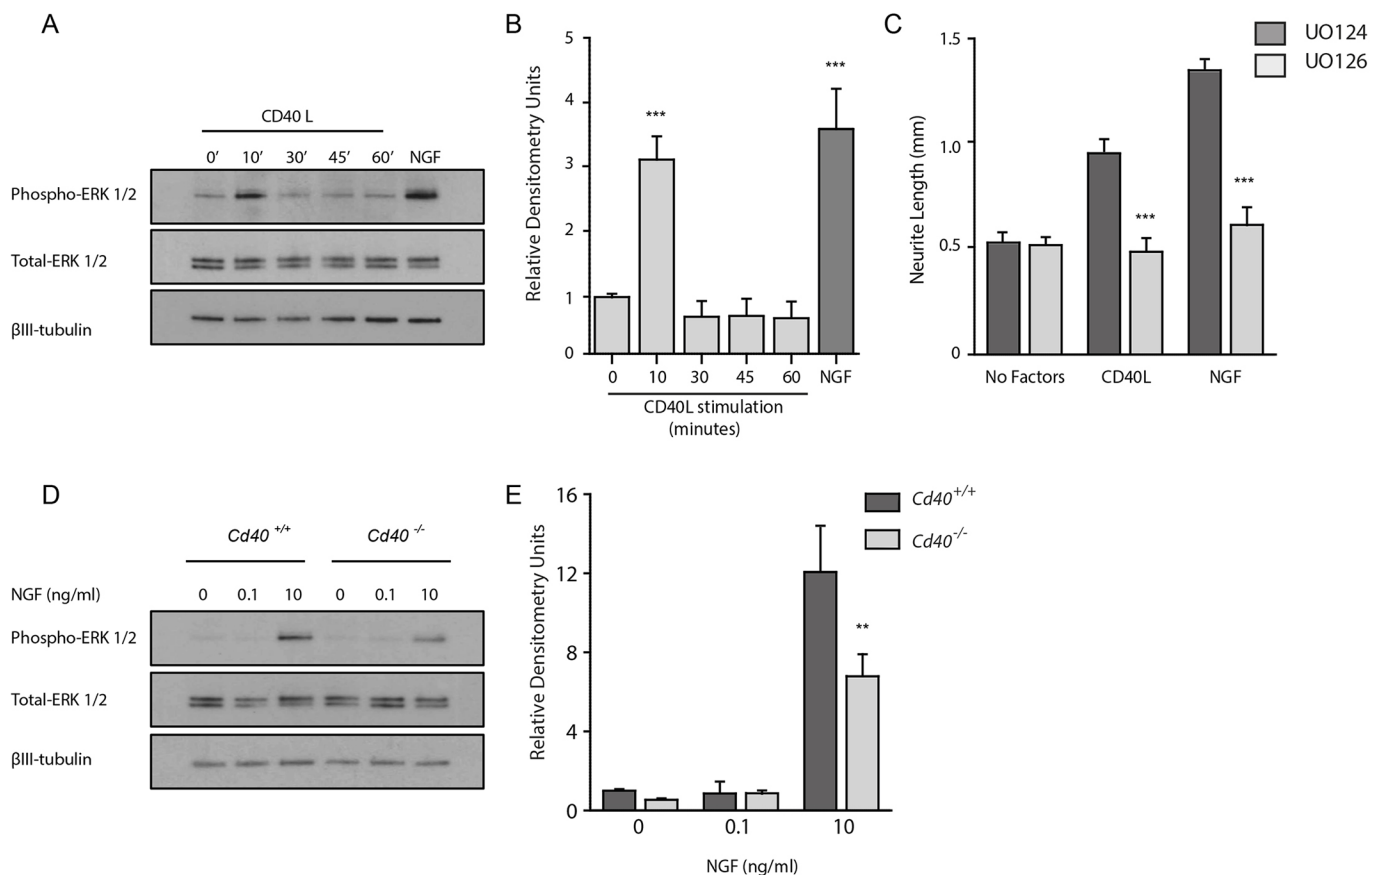 A
CD40 L
0′ 10′ 30′ 45′ 60′ NGF
Phospho-ERK 1/2
Total-ERK 1/2
βIII-tubulin
B
Relative Densitometry Units
5
4
3
2
1
0
***
***
0 10 30 45 60 NGF
CD40L stimulation
(minutes)
C
UO124
UO126
Neurite Length (mm)
1.5
1.0
0.5
0
***
***
No Factors CD40L NGF
D
Cd40 +/+ Cd40 -/-
NGF (ng/ml) 0 0.1 10 0 0.1 10
Phospho-ERK 1/2
Total-ERK 1/2
βIII-tubulin
E
Cd40+/+
Cd40-/-
Relative Densitometry Units
16
12
8
4
0
**
0 0.1 10
NGF (ng/ml)